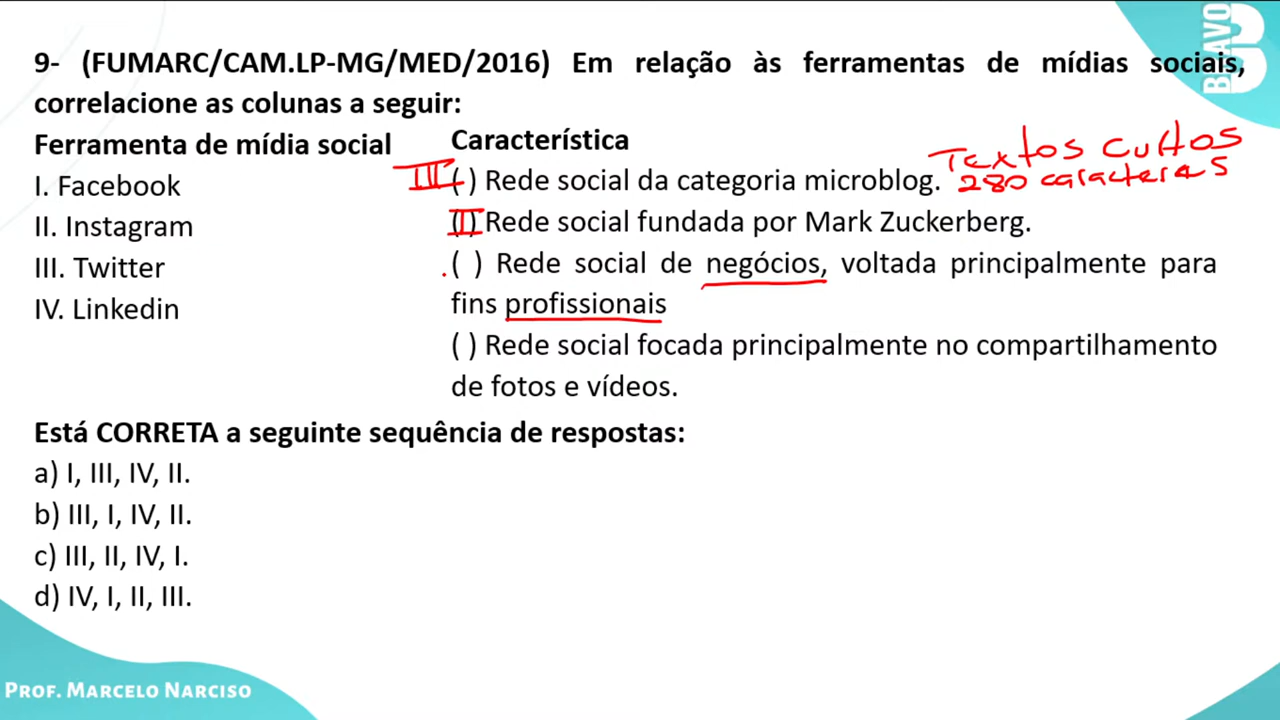 9- (FUMARC/CAM.LP-MG/MED/2016) Em relação às ferramentas de mídias sociais,
correlacione as colunas a seguir:
Ferramenta de mídia social
I. Facebook
II. Instagram
III. Twitter
IV. Linkedin
Característica
III ( ) Rede social da categoria microblog. Textos curtos
280 caracteres
(I) Rede social fundada por Mark Zuckerberg.
( ) Rede social de negócios, voltada principalmente para
fins profissionais
( ) Rede social focada principalmente no compartilhamento
de fotos e vídeos.
Está CORRETA a seguinte sequência de respostas:
a) I, III, IV, II.
b) III, I, IV, II.
c) III, II, IV, I.
d) IV, I, II, III.
PROF. MARCELO NARCISO
BRAVO